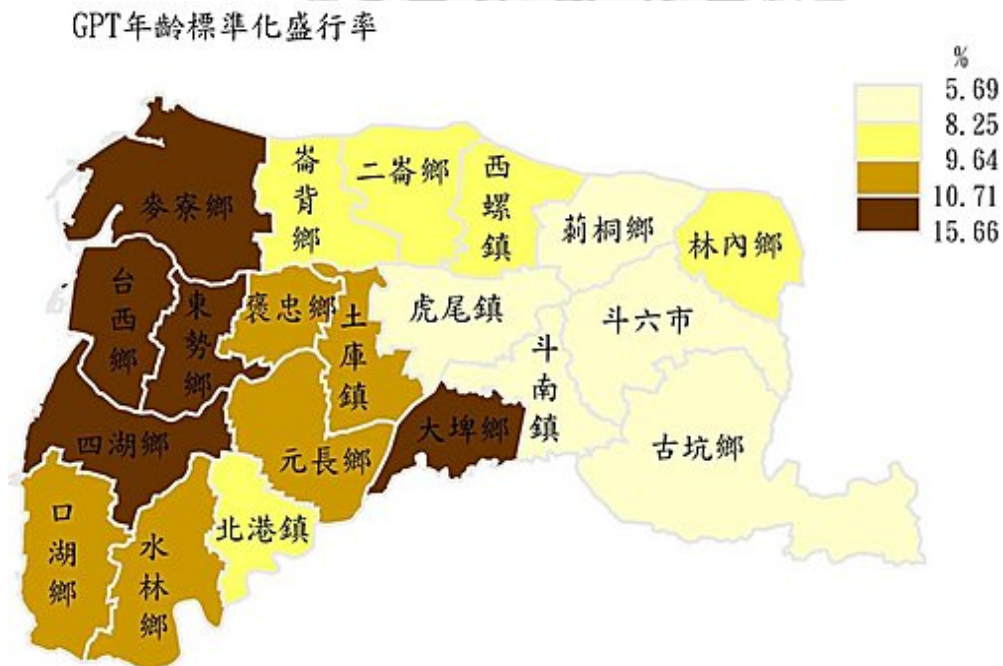 GPT年齡標準化盛行率
%
5.69
8.25
9.64
10.71
15.66
麥寮鄉
崙背鄉
二崙鄉
西螺鎮
莿桐鄉
林內鄉
台西鄉
東勢鄉
褒忠鄉
土庫鎮
虎尾鎮
斗南鎮
斗六市
四湖鄉
元長鄉
大埤鄉
古坑鄉
口湖鄉
水林鄉
北港鎮